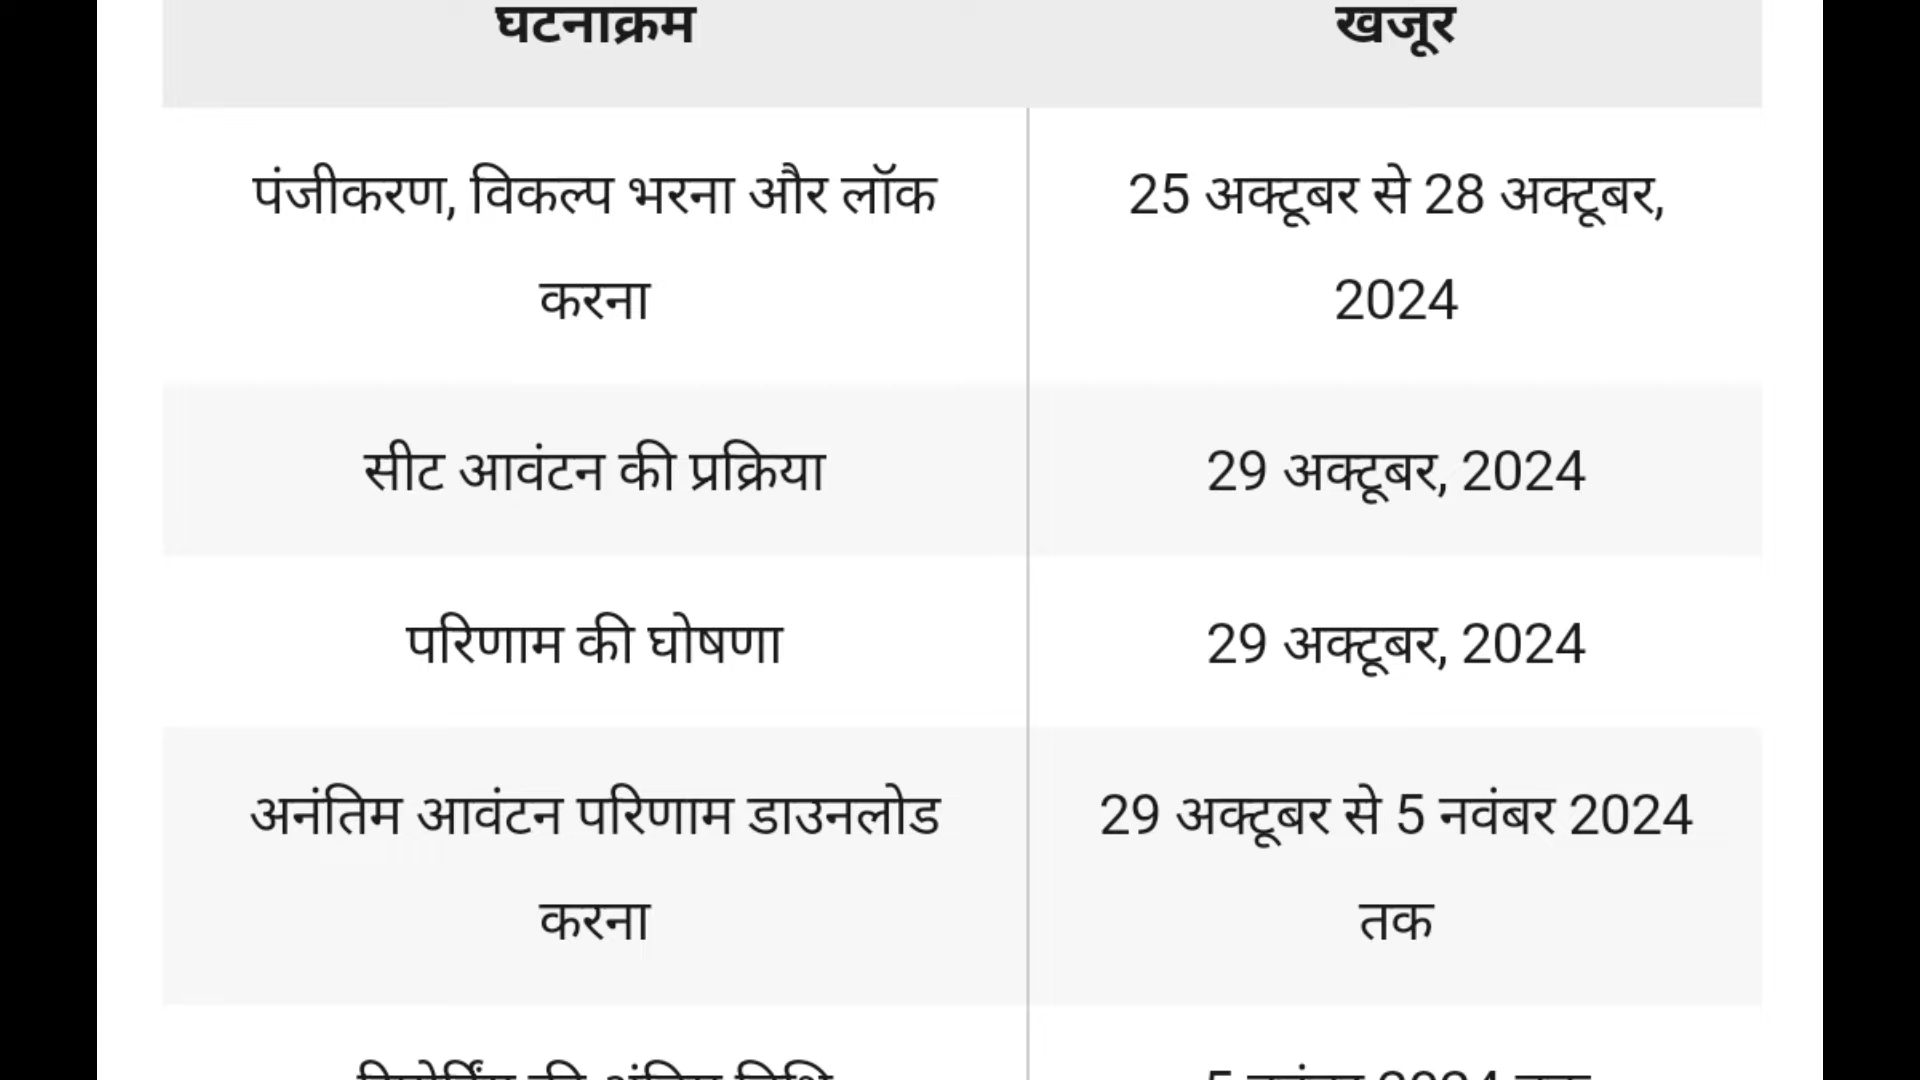 घटनाक्रम
खजूर
पंजीकरण, विकल्प भरना और लॉक
करना
25 अक्टूबर से 28 अक्टूबर,
2024
सीट आवंटन की प्रक्रिया
29 अक्टूबर, 2024
परिणाम की घोषणा
29 अक्टूबर, 2024
अनंतिम आवंटन परिणाम डाउनलोड
करना
29 अक्टूबर से 5 नवंबर 2024
तक